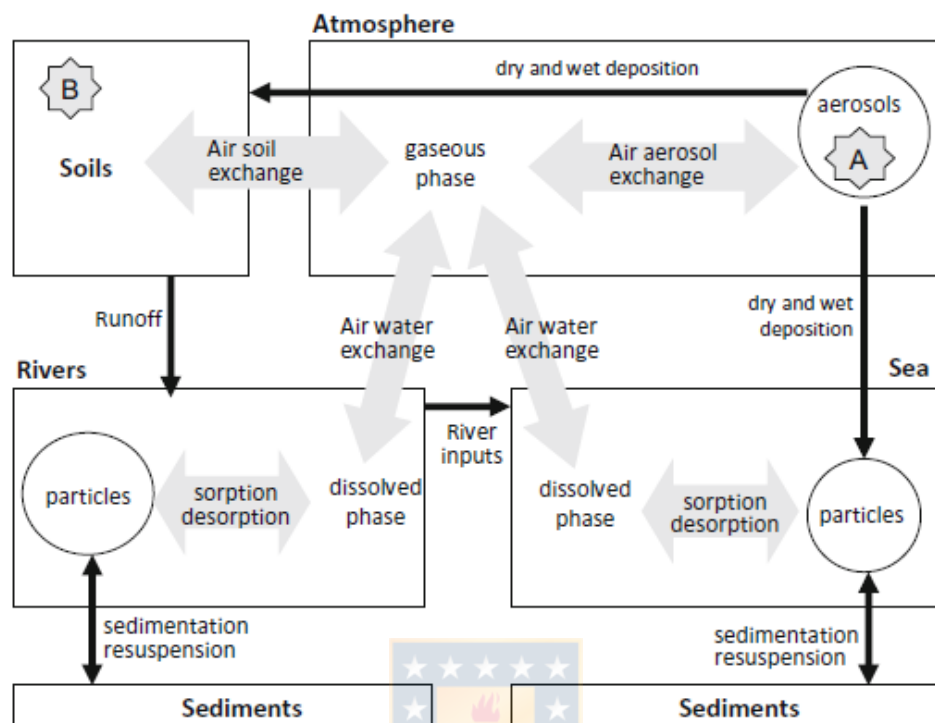 Atmosphere
dry and wet deposition
B
aerosols
A
Soils
Air soil
exchange
gaseous
phase
Air aerosol
exchange
Runoff
Air water
exchange
Air water
exchange
dry and wet
deposition
Rivers
Sea
River
inputs
particles
sorption
desorption
dissolved
phase
dissolved
phase
sorption
desorption
particles
sedimentation
resuspension
sedimentation
resuspension
Sediments
Sediments